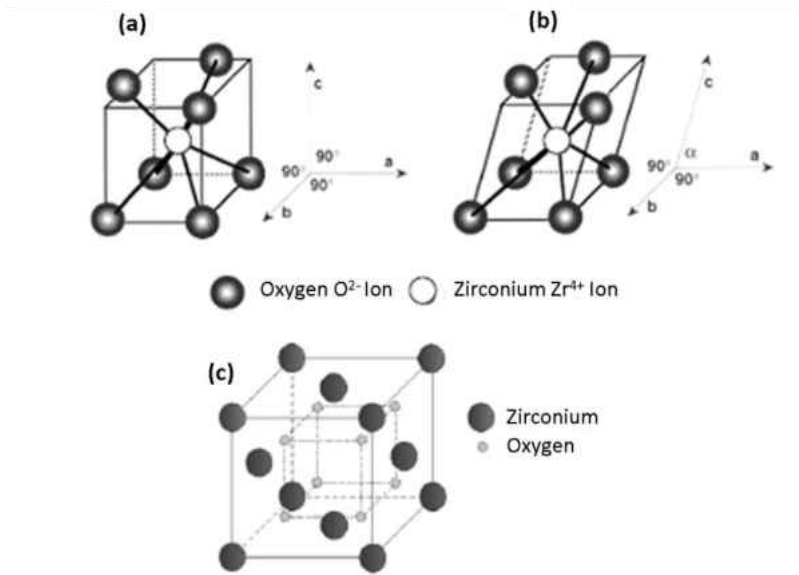 (a)
(b)
c
90°
90°
90°
a
b
c
90°
α
90°
a
b
Oxygen O²⁻ Ion
Zirconium Zr⁴⁺ Ion
(c)
Zirconium
Oxygen